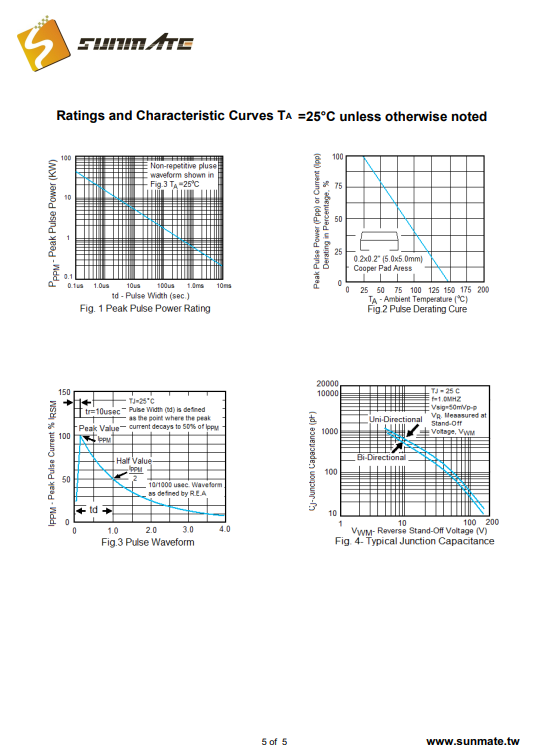 SUNMATE
Ratings and Characteristic Curves TA =25°C unless otherwise noted
PPPM - Peak Pulse Power (KW)
100
10
1
0.1
Non-repetitive pluse
waveform shown in
Fig.3 TA =25°C
0.1us 1.0us 10us 100us 1.0ms 10ms
td - Pulse Width (sec.)
Fig. 1 Peak Pulse Power Rating
Peak Pulse Power (Ppp) or Current (Ipp)
Derating in Percentage, %
100
75
50
25
0
0.2x0.2" (5.0x5.0mm)
Cooper Pad Aress
0 25 50 75 100 125 150 175 200
TA - Ambient Temperature (°C)
Fig.2 Pulse Derating Cure
IPPM - Peak Pulse Current % IRSM
150
100
50
0
TJ=25°C
Pulse Width (td) is defined
as the point where the peak
current decays to 50% of IPPM
tr=10usec
Peak Value
IPPM
Half Value
IPPM
2
10/1000 usec. Waveform
as defined by R.E.A
td
0 1.0 2.0 3.0 4.0
Fig.3 Pulse Waveform
CJ-Junction Capacitance (pF)
20000
10000
1000
100
10
TJ = 25 C
f=1.0MHZ
Vsig=50mVp-p
VR, Measured at
Stand-Off
Voltage, VWM
Uni-Directional
Bi-Directional
1 10 100 200
VWM- Reverse Stand-Off Voltage (V)
Fig. 4- Typical Junction Capacitance
5 of 5
www.sunmate.tw